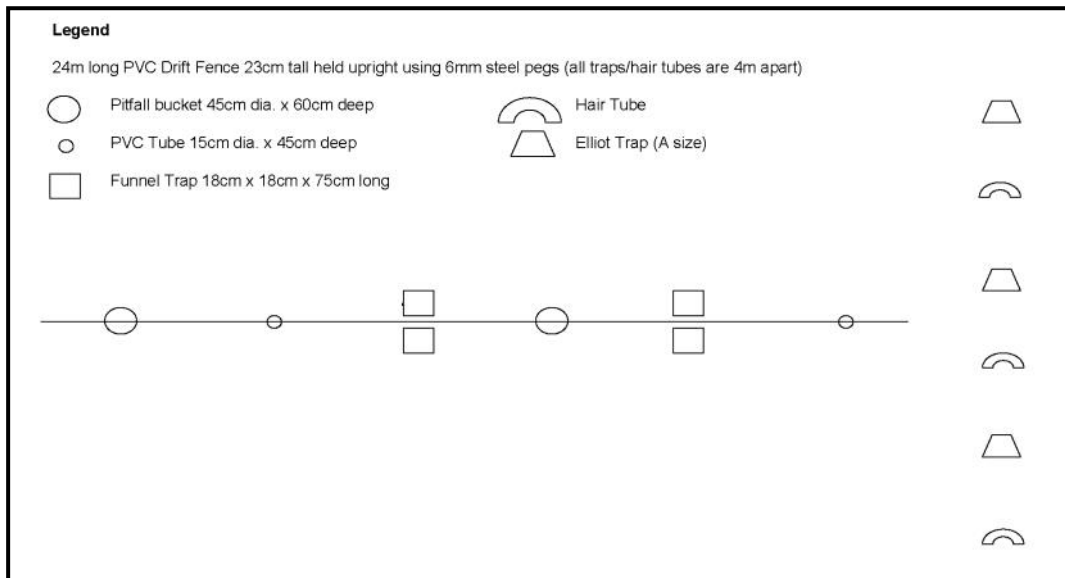 Legend
24m long PVC Drift Fence 23cm tall held upright using 6mm steel pegs (all traps/hair tubes are 4m apart)
Pitfall bucket 45cm dia. x 60cm deep
Hair Tube
PVC Tube 15cm dia. x 45cm deep
Elliot Trap (A size)
Funnel Trap 18cm x 18cm x 75cm long